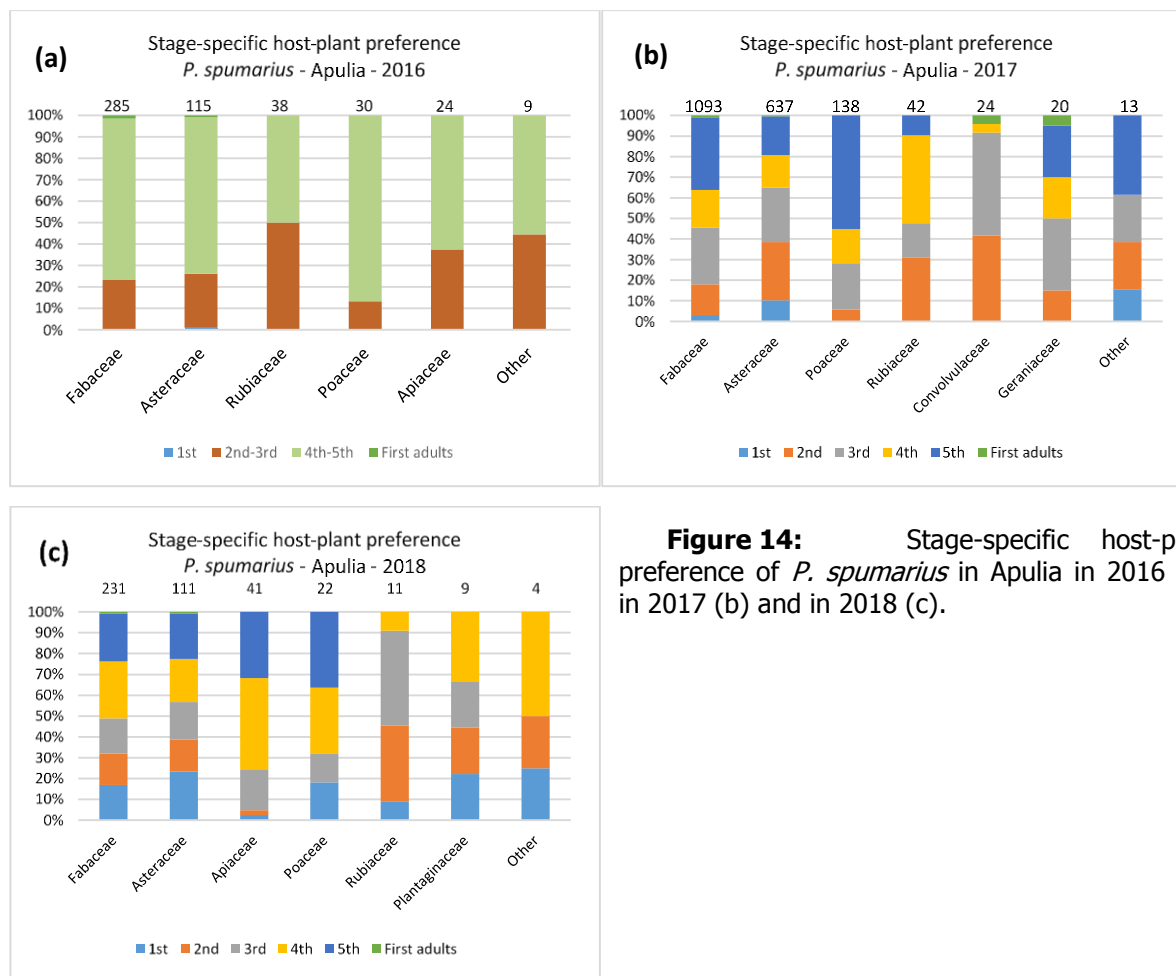 (a)
Stage-specific host-plant preference
P. spumarius - Apulia - 2016
285 115 38 30 24 9
100%
90%
80%
70%
60%
50%
40%
30%
20%
10%
0%
Fabaceae Asteraceae Rubiaceae Poaceae Apiaceae Other
1st 2nd-3rd 4th-5th First adults
(b)
Stage-specific host-plant preference
P. spumarius - Apulia - 2017
1093 637 138 42 24 20 13
100%
90%
80%
70%
60%
50%
40%
30%
20%
10%
0%
Fabaceae Asteraceae Poaceae Rubiaceae Convolvulaceae Geraniaceae Other
1st 2nd 3rd 4th 5th First adults
(c)
Stage-specific host-plant preference
P. spumarius - Apulia - 2018
231 111 41 22 11 9 4
100%
90%
80%
70%
60%
50%
40%
30%
20%
10%
0%
Fabaceae Asteraceae Apiaceae Poaceae Rubiaceae Plantaginaceae Other
1st 2nd 3rd 4th 5th First adults
Figure 14: Stage-specific host-p
preference of P. spumarius in Apulia in 2016
in 2017 (b) and in 2018 (c).